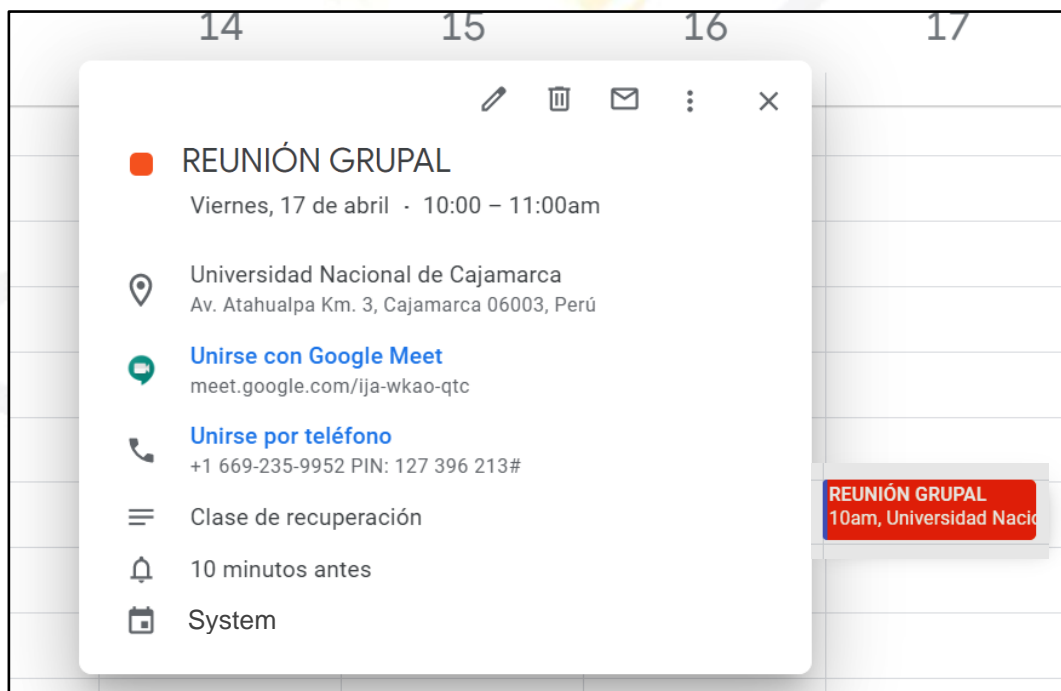 14 15 16 17
REUNIÓN GRUPAL
Viernes, 17 de abril · 10:00 – 11:00am
Universidad Nacional de Cajamarca
Av. Atahualpa Km. 3, Cajamarca 06003, Perú
Unirse con Google Meet
meet.google.com/ija-wkao-qtc
Unirse por teléfono
+1 669-235-9952 PIN: 127 396 213#
Clase de recuperación
10 minutos antes
System
REUNIÓN GRUPAL
10am, Universidad Nacio